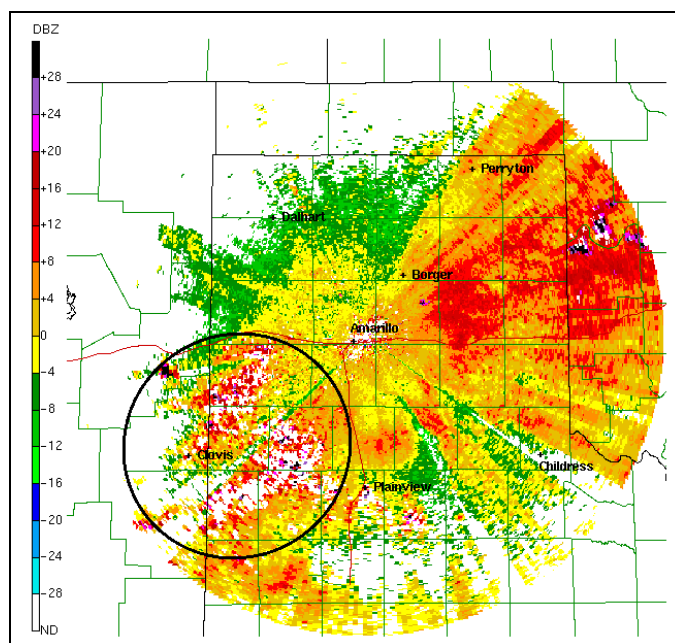 DBZ
+28
+24
+20
+16
+12
+8
+4
0
-4
-8
-12
-16
-20
-24
-28
ND
Perryton
Dalhart
Borger
Amarillo
Clovis
Childress
Plainview